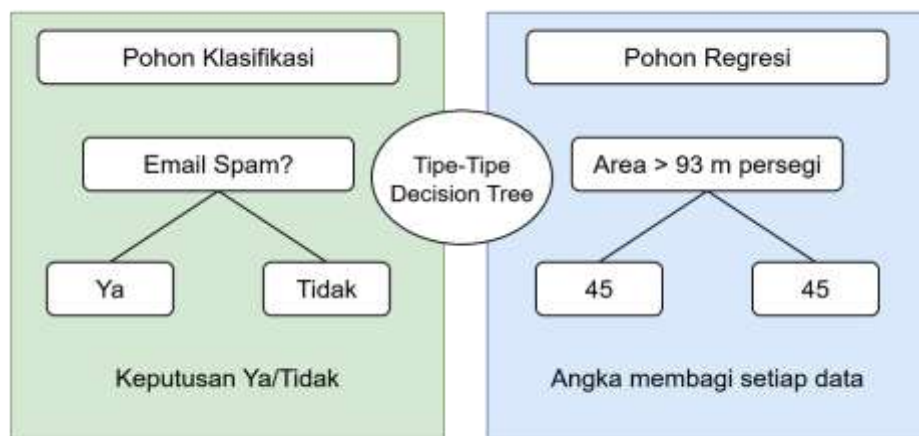 Pohon Klasifikasi
Email Spam?
Ya
Tidak
Keputusan Ya/Tidak
Tipe-Tipe
Decision Tree
Pohon Regresi
Area > 93 m persegi
45
45
Angka membagi setiap data